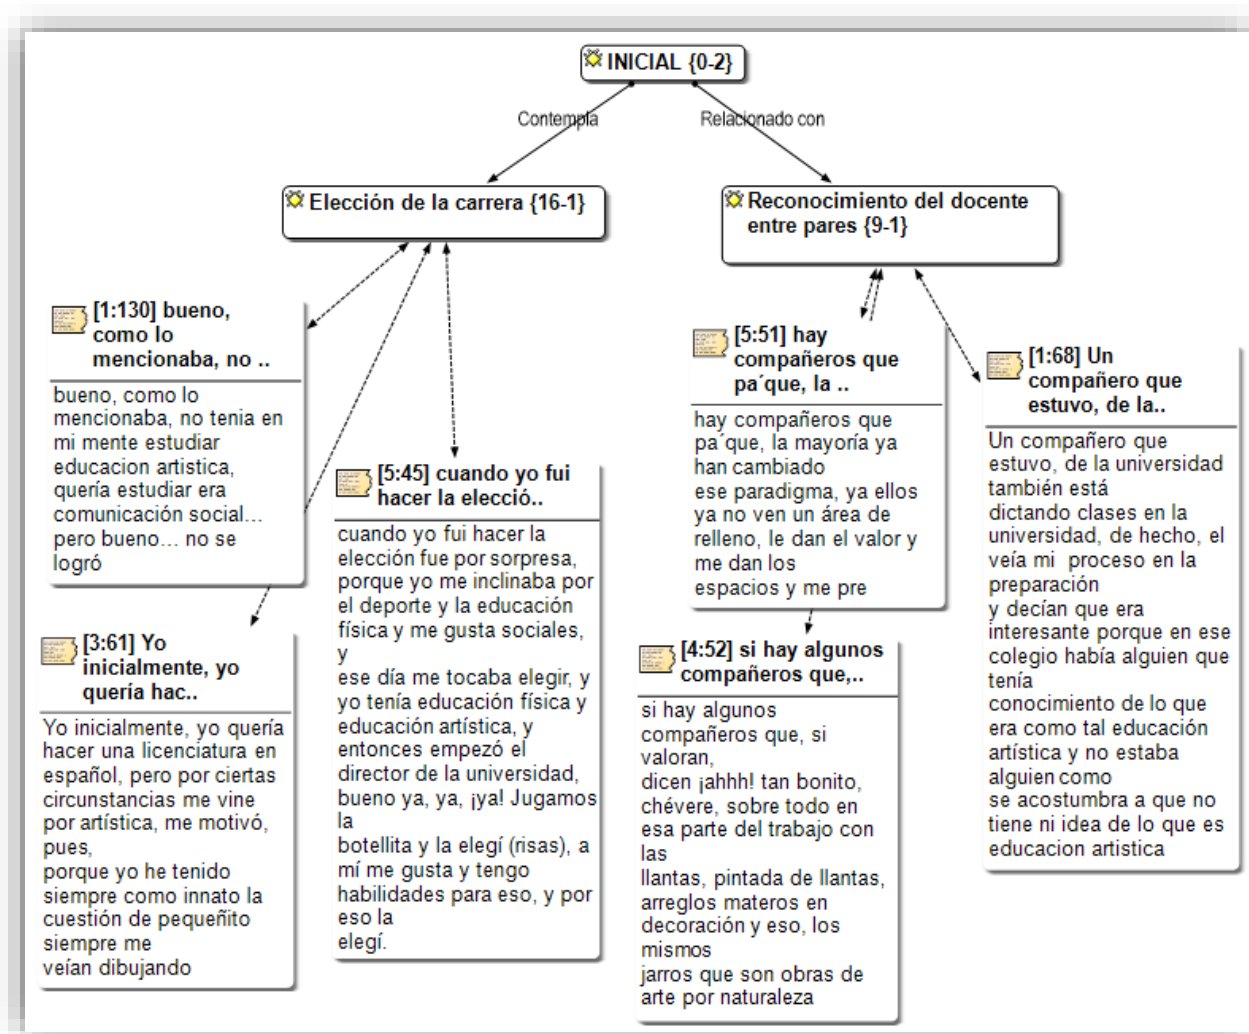 INICIAL {0-2}
Contempla
Relacionado con
Elección de la carrera {16-1}
Reconocimiento del docente
entre pares {9-1}
[1:130] bueno,
como lo
mencionaba, no ..
bueno, como lo
mencionaba, no tenia en
mi mente estudiar
educacion artistica,
quería estudiar era
comunicación social...
pero bueno... no se
logró
[3:61] Yo
inicialmente, yo
quería hac..
Yo inicialmente, yo quería
hacer una licenciatura en
español, pero por ciertas
circunstancias me vine
por artística, me motivó,
pues,
porque yo he tenido
siempre como innato la
cuestión de pequeñito
siempre me
veían dibujando
[5:45] cuando yo fui
hacer la elecció..
cuando yo fui hacer la
elección fue por sorpresa,
porque yo me inclinaba por
el deporte y la educación
física y me gusta sociales,
y
ese día me tocaba elegir, y
yo tenía educación física y
educación artística, y
entonces empezó el
director de la universidad,
bueno ya, ya, ¡ya! Jugamos
la
botellita y la elegí (risas), a
mí me gusta y tengo
habilidades para eso, y por
eso la
elegí.
[5:51] hay
compañeros que
pa´que, la ..
hay compañeros que
pa´que, la mayoría ya
han cambiado
ese paradigma, ya ellos
ya no ven un área de
relleno, le dan el valor y
me dan los
espacios y me pre
[4:52] si hay algunos
compañeros que,..
si hay algunos
compañeros que, si
valoran,
dicen ¡ahhh! tan bonito,
chévere, sobre todo en
esa parte del trabajo con
las
llantas, pintada de llantas,
arreglos materos en
decoración y eso, los
mismos
jarros que son obras de
arte por naturaleza
[1:68] Un
compañero que
estuvo, de la..
Un compañero que
estuvo, de la universidad
también está
dictando clases en la
universidad, de hecho, el
veía mi proceso en la
preparación
y decían que era
interesante porque en ese
colegio había alguien que
tenía
conocimiento de lo que
era como tal educación
artística y no estaba
alguien como
se acostumbra a que no
tiene ni idea de lo que es
educacion artistica